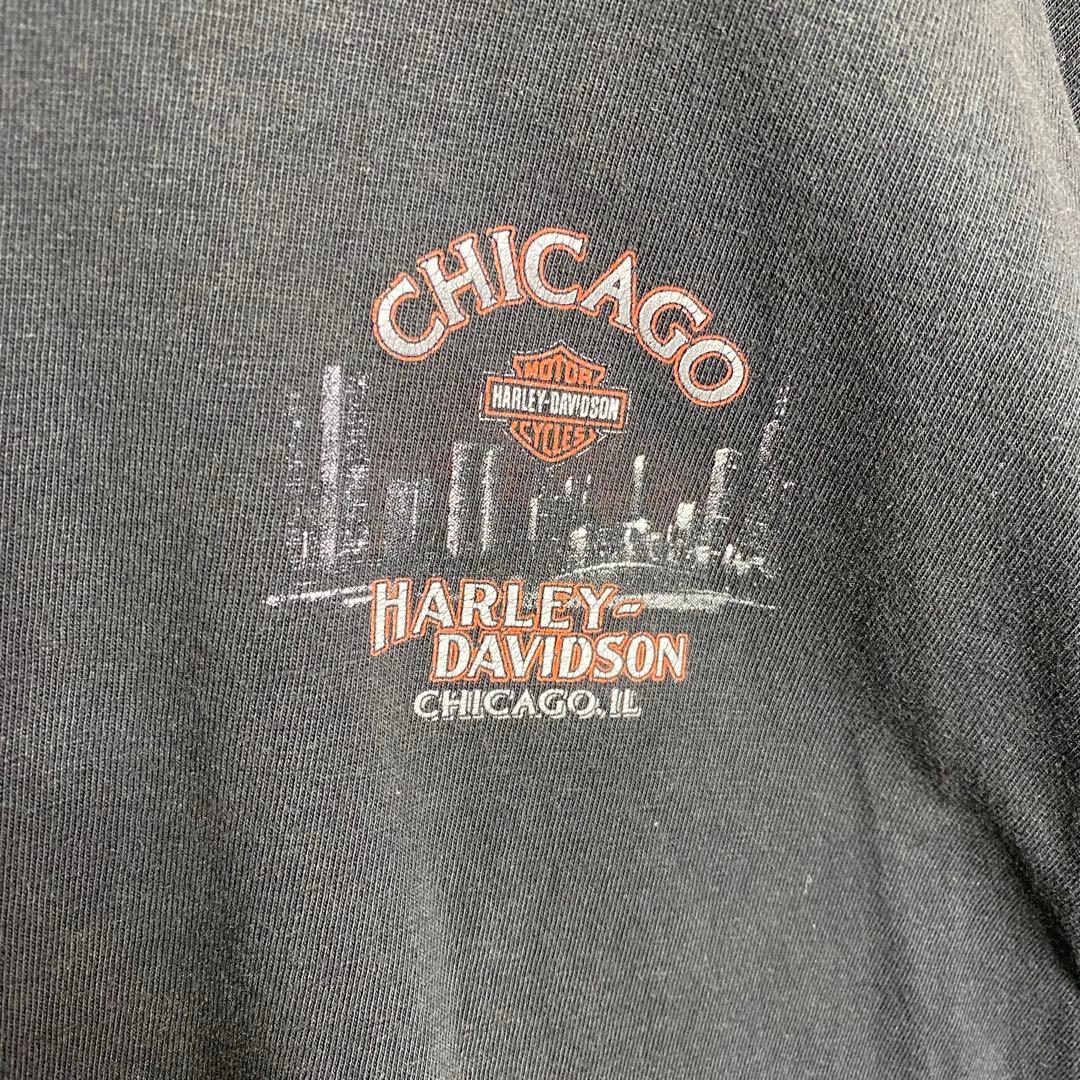 CHICAGO
MOTOR
HARLEY-DAVIDSON
CYCLES
HARLEY-
DAVIDSON
CHICAGO, IL